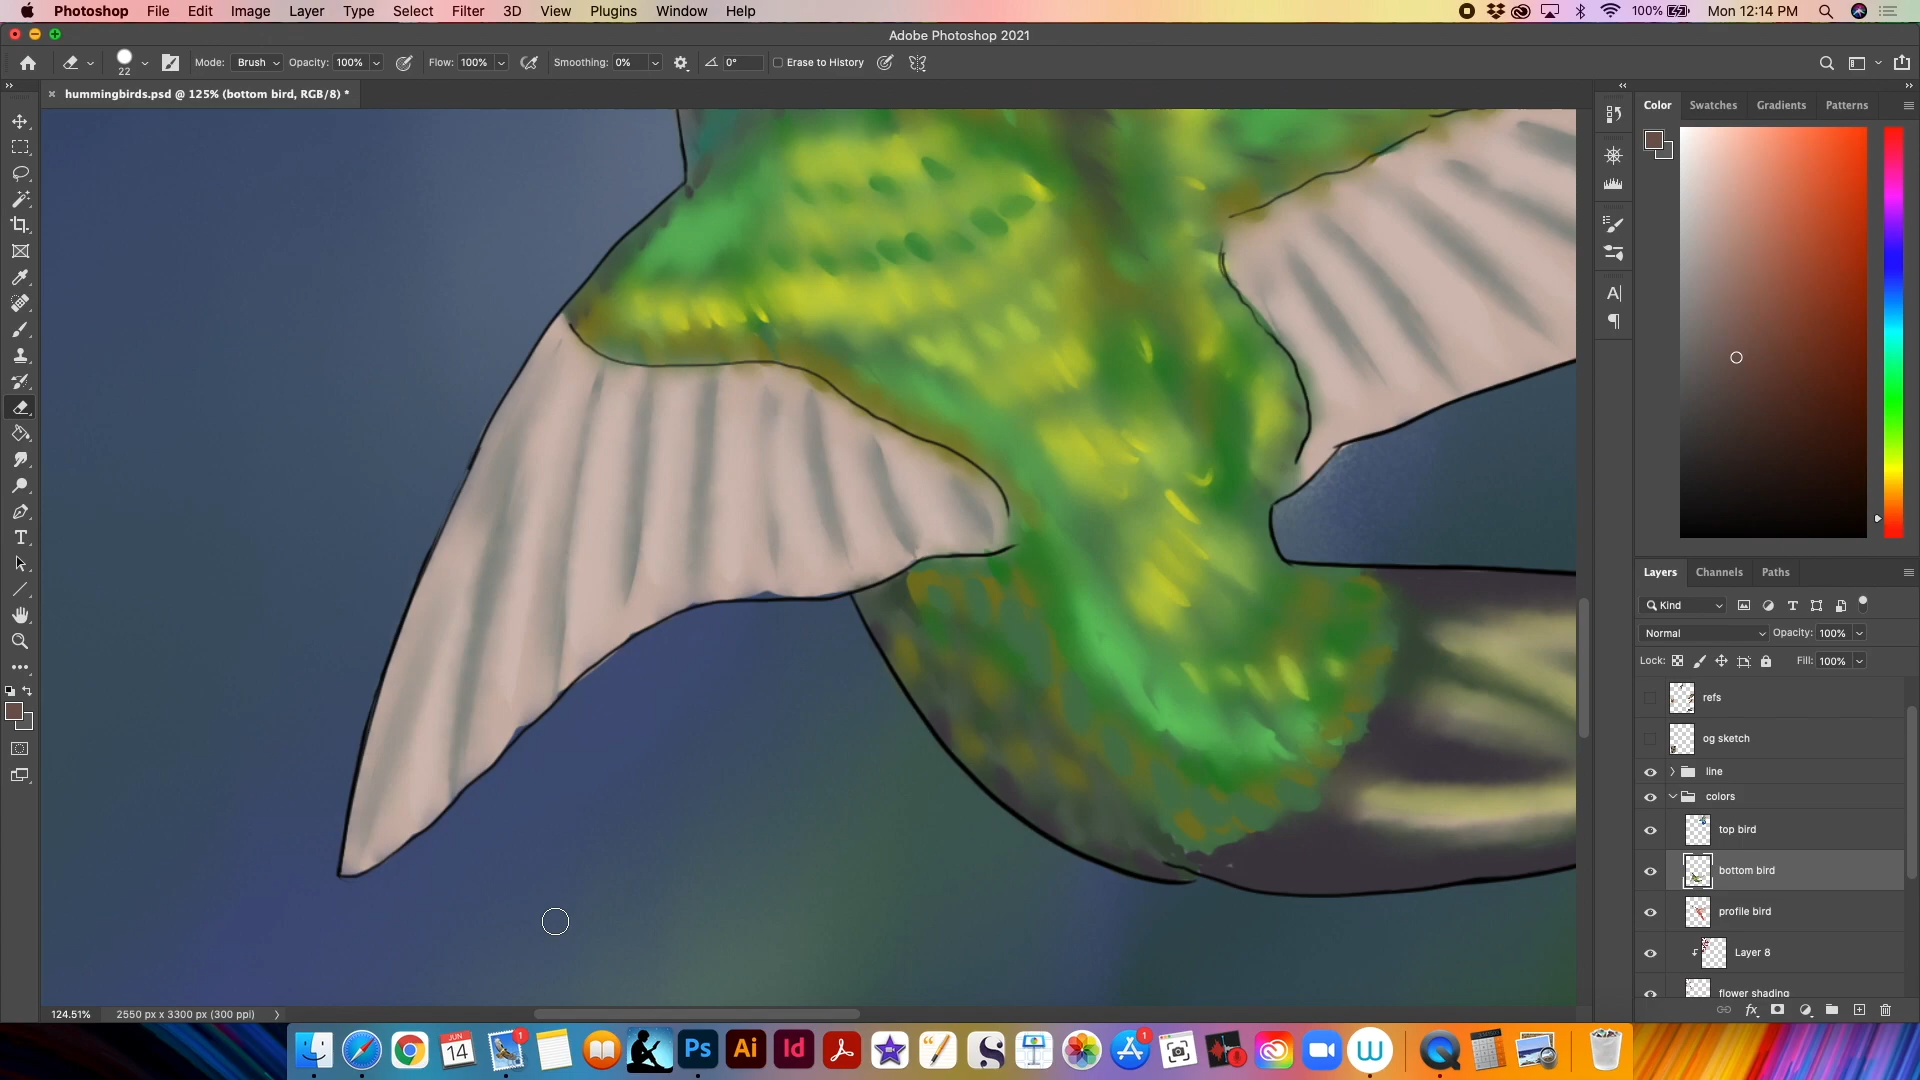 Photoshop File Edit Image Layer Type Select Filter 3D View Plugins Window Help 100% Mon 12:14 PM
Adobe Photoshop 2021
22 Mode: Brush Opacity: 100% Flow: 100% Smoothing: 0% 0° Erase to History
hummingbirds.psd @ 125% (bottom bird, RGB/8) *
Color Swatches Gradients Patterns
Layers Channels Paths
Kind
Normal Opacity: 100%
Lock: Fill: 100%
refs
og sketch
line
colors
top bird
bottom bird
profile bird
Layer 8
flower shading
124.51% 2550 px x 3300 px (300 ppi)
JUN
14
1
Ps Ai Id
1